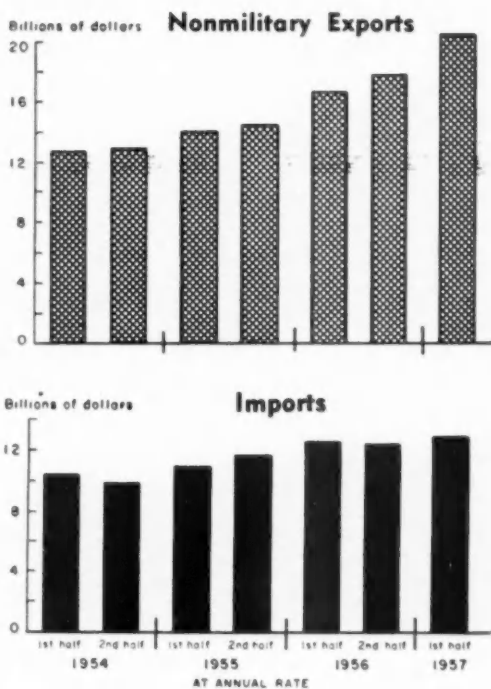 Billions of dollars Nonmilitary Exports
20
16
12
8
4
0
Billions of dollars Imports
12
8
4
0
1st half 2nd half 1st half 2nd half 1st half 2nd half 1st half
1954 1955 1956 1957
AT ANNUAL RATE